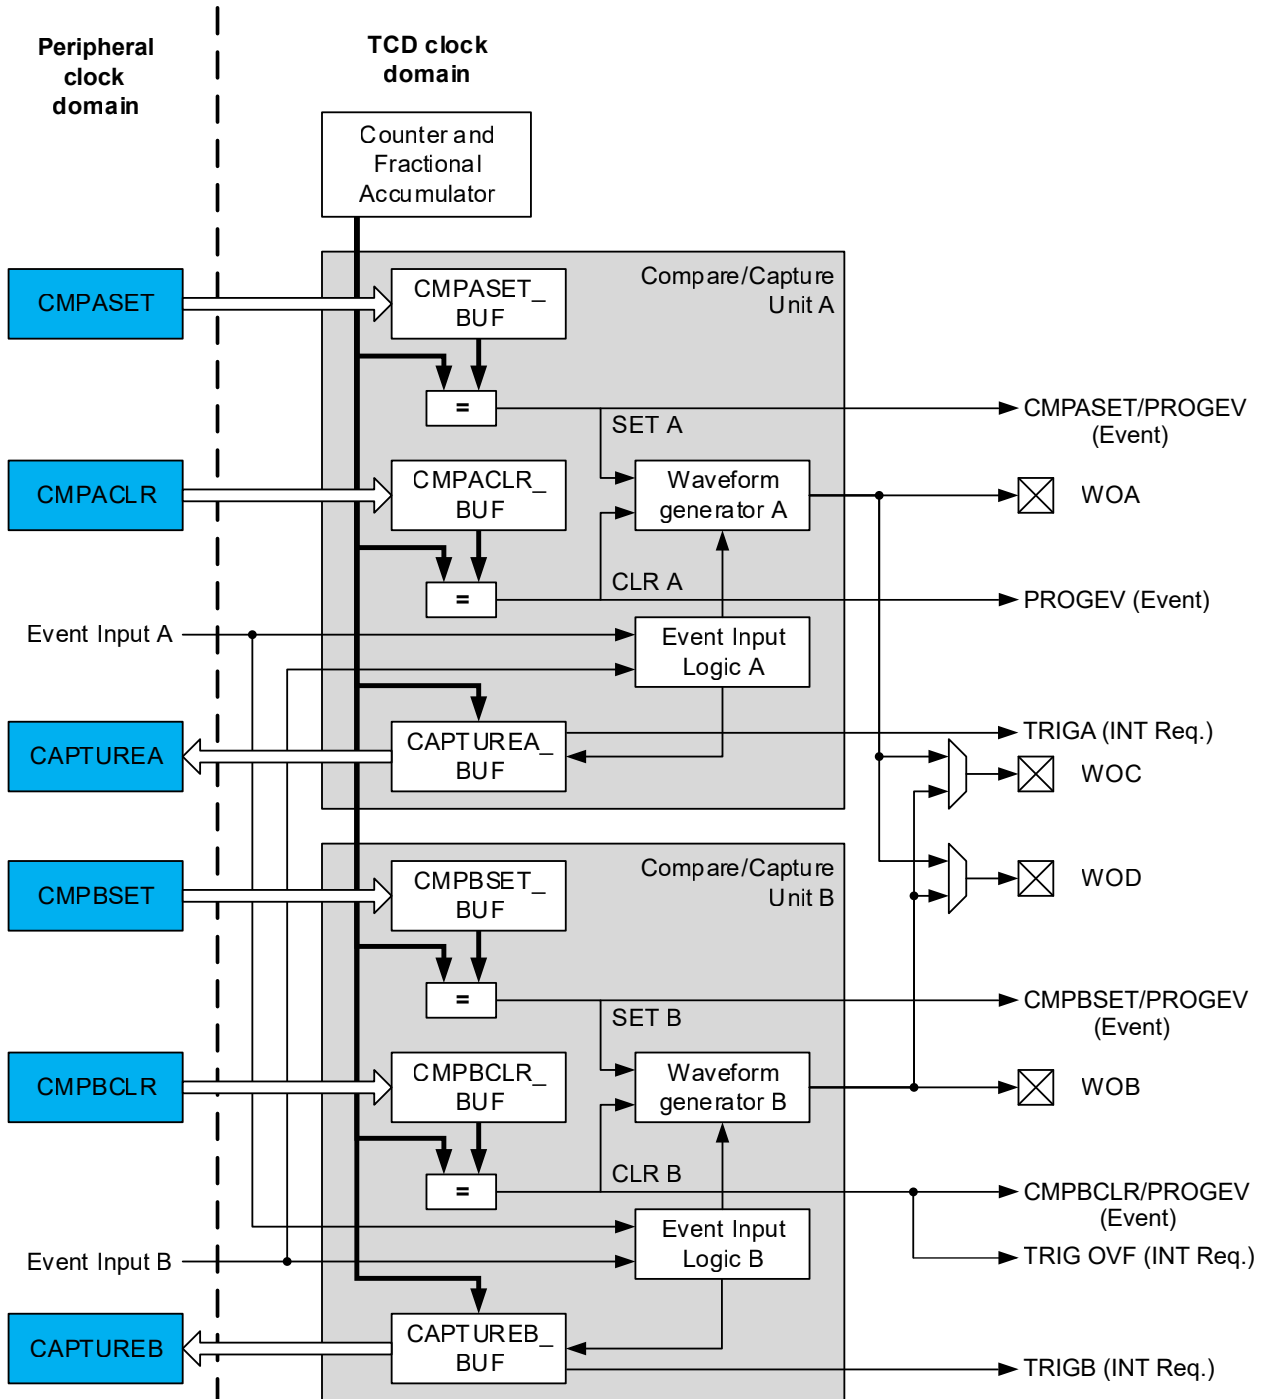 Peripheral
clock
domain
TCD clock
domain
Counter and
Fractional
Accumulator
CMPASET
CMPASET_
BUF
Compare/Capture
Unit A
=
SET A
CMPASET/PROGEV
(Event)
CMPACLR
CMPACLR_
BUF
Waveform
generator A
WOA
=
CLR A
PROGEV (Event)
Event Input A
Event Input
Logic A
CAPTUREA
CAPTUREA_
BUF
TRIGA (INT Req.)
WOC
CMPBSET
CMPBSET_
BUF
Compare/Capture
Unit B
WOD
=
SET B
CMPBSET/PROGEV
(Event)
CMPBCLR
CMPBCLR_
BUF
Waveform
generator B
WOB
=
CLR B
CMPBCLR/PROGEV
(Event)
Event Input B
Event Input
Logic B
TRIG OVF (INT Req.)
CAPTUREB
CAPTUREB_
BUF
TRIGB (INT Req.)